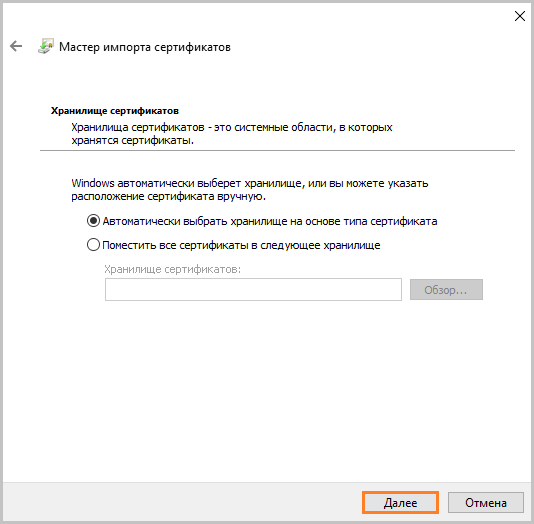 Мастер импорта сертификатов
Хранилище сертификатов
Хранилища сертификатов - это системные области, в которых
хранятся сертификаты.
Windows автоматически выберет хранилище, или вы можете указать
расположение сертификата вручную.
Автоматически выбрать хранилище на основе типа сертификата
Поместить все сертификаты в следующее хранилище
Хранилище сертификатов:
Обзор...
Далее
Отмена